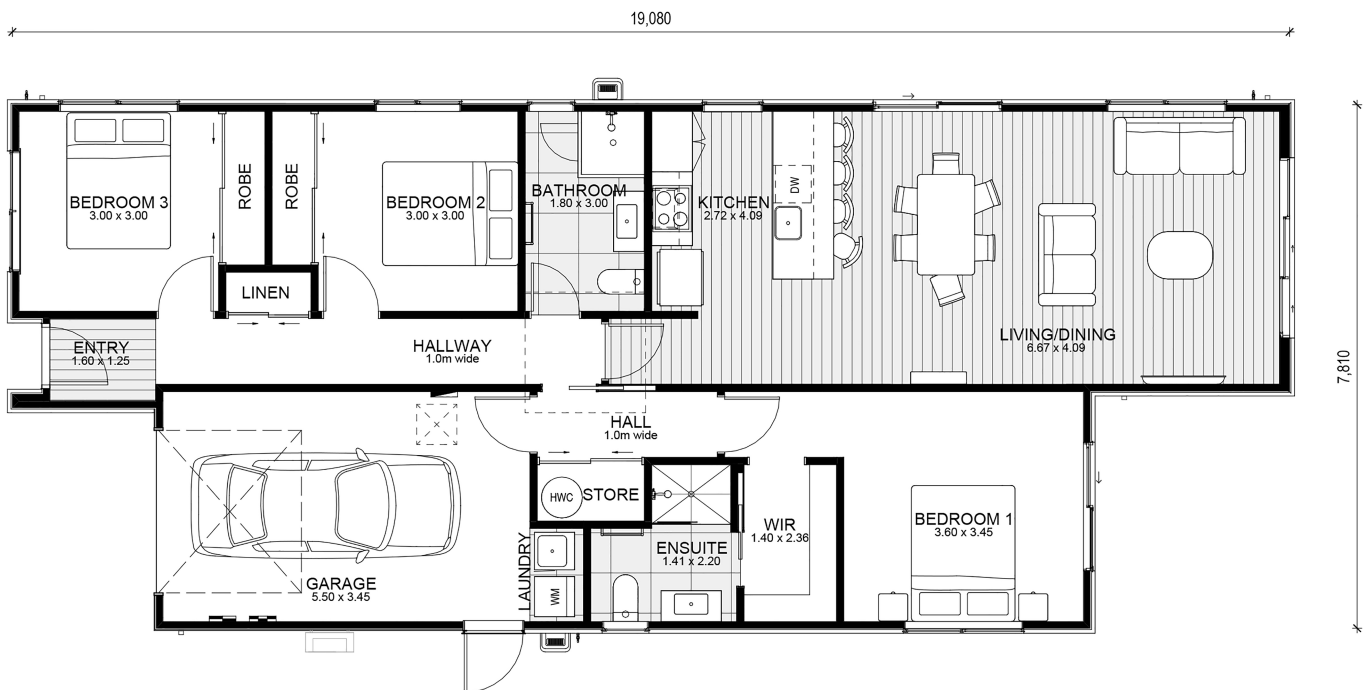 19,080
BEDROOM 3
3.00 x 3.00
ROBE
ROBE
BEDROOM 2
3.00 x 3.00
BATHROOM
1.80 x 3.00
KITCHEN
2.72 x 4.09
DW
LINEN
LIVING/DINING
6.67 x 4.09
ENTRY
1.60 x 1.25
HALLWAY
1.0m wide
7,810
HALL
1.0m wide
HWC
STORE
WIR
1.40 x 2.36
BEDROOM 1
3.60 x 3.45
ENSUITE
1.41 x 2.20
LAUNDRY
WM
GARAGE
5.50 x 3.45